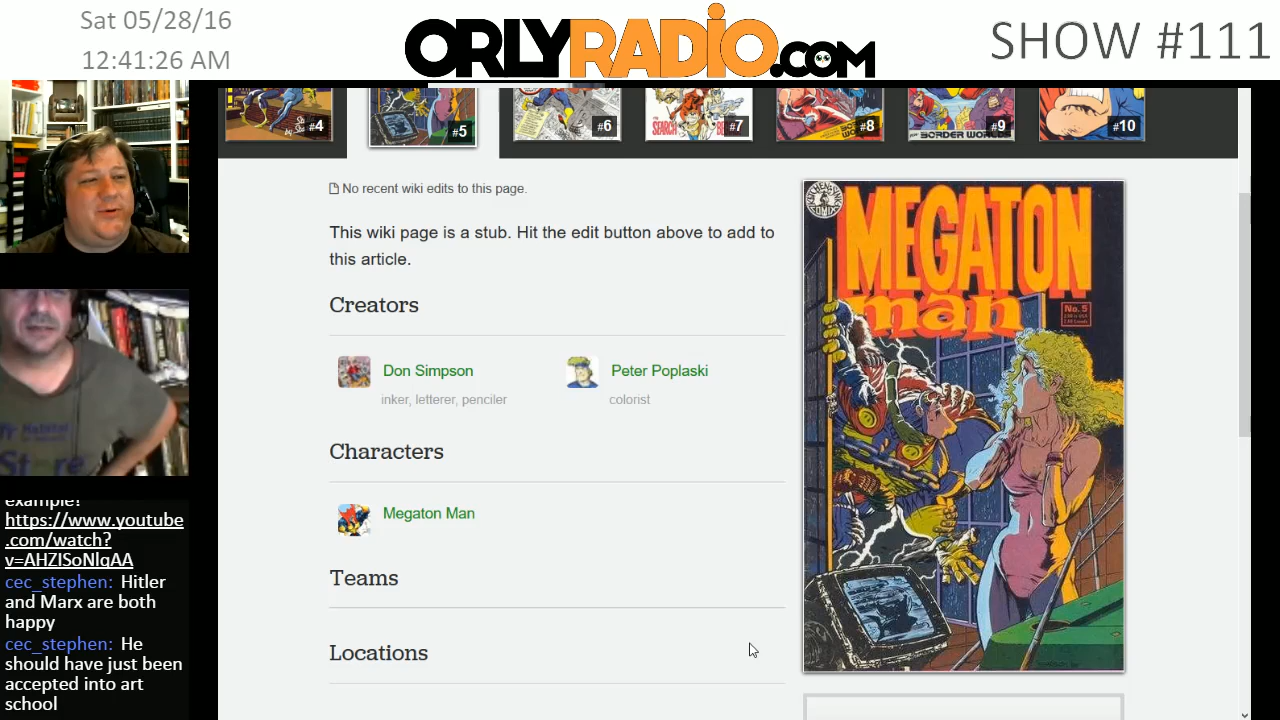 Sat 05/28/16
12:41:26 AM
ORLYRADIO.COM
SHOW #111
#4
#5
#6
SEARCH
#7
#8
BORDER WORLDS
#9
#10
No recent wiki edits to this page.
This wiki page is a stub. Hit the edit button above to add to
this article.
Creators
Don Simpson
inker, letterer, penciler
Peter Poplaski
colorist
Characters
Megaton Man
Teams
Locations
MEGATON
man
No. 5
example!
https://www.youtube
.com/watch?
v=AHZISoNlgAA
cec_stephen: Hitler
and Marx are both
happy
cec_stephen: He
should have just been
accepted into art
school